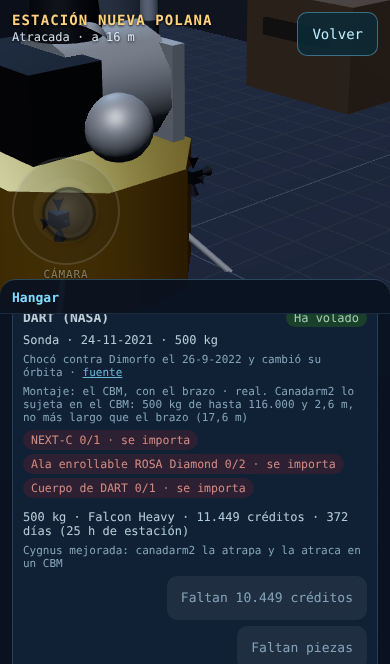 ESTACIÓN NUEVA POLANA
Atracada · a 16 m
Volver
CÁMARA
Hangar
DART (NASA)
Ha volado
Sonda · 24-11-2021 · 500 kg
Chocó contra Dimorfo el 26-9-2022 y cambió su
órbita · fuente
Montaje: el CBM, con el brazo · real. Canadarm2 lo
sujeta en el CBM: 500 kg de hasta 116.000 y 2,6 m,
no más largo que el brazo (17,6 m)
NEXT-C 0/1 · se importa
Ala enrollable ROSA Diamond 0/2 · se importa
Cuerpo de DART 0/1 · se importa
500 kg · Falcon Heavy · 11.449 créditos · 372
días (25 h de estación)
Cygnus mejorada: canadarm2 la atrapa y la atraca en
un CBM
Faltan 10.449 créditos
Faltan piezas